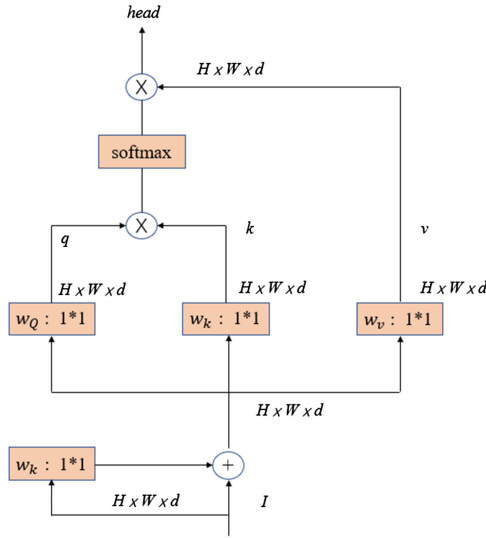 head
H x W x d
X
softmax
X
q
k
v
H x W x d
H x W x d
H x W x d
w_Q : 1*1
w_k : 1*1
w_v : 1*1
H x W x d
w_k : 1*1
+
H x W x d
I